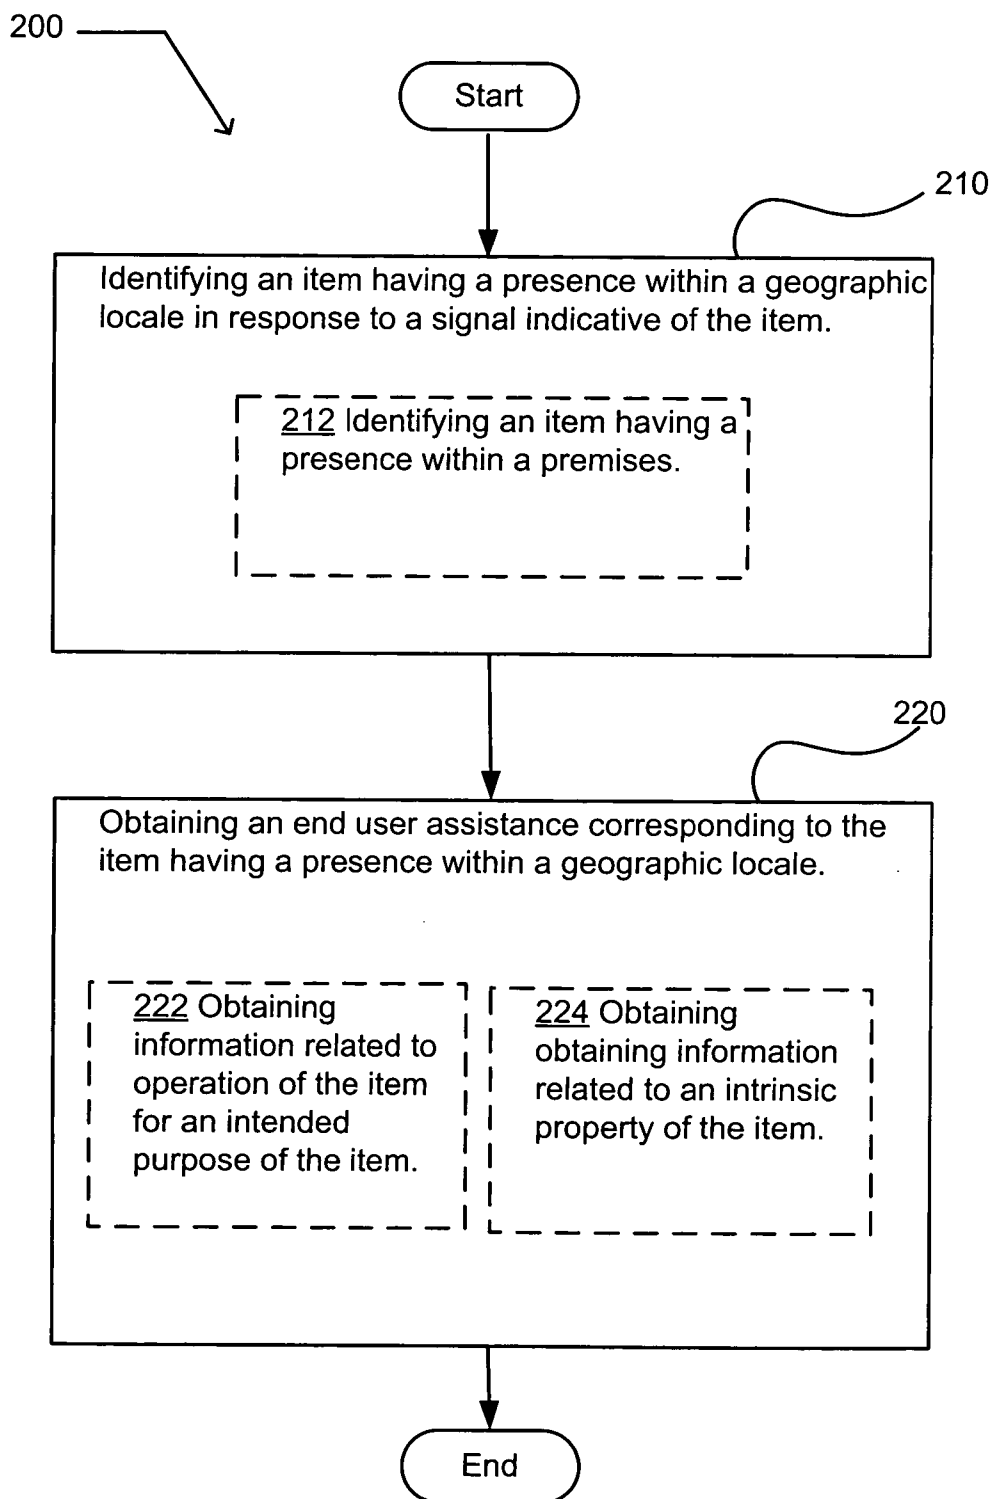 200
Start
210
Identifying an item having a presence within a geographic
locale in response to a signal indicative of the item.
212 Identifying an item having a
presence within a premises.
220
Obtaining an end user assistance corresponding to the
item having a presence within a geographic locale.
222 Obtaining
information related to
operation of the item
for an intended
purpose of the item.
224 Obtaining
obtaining information
related to an intrinsic
property of the item.
End